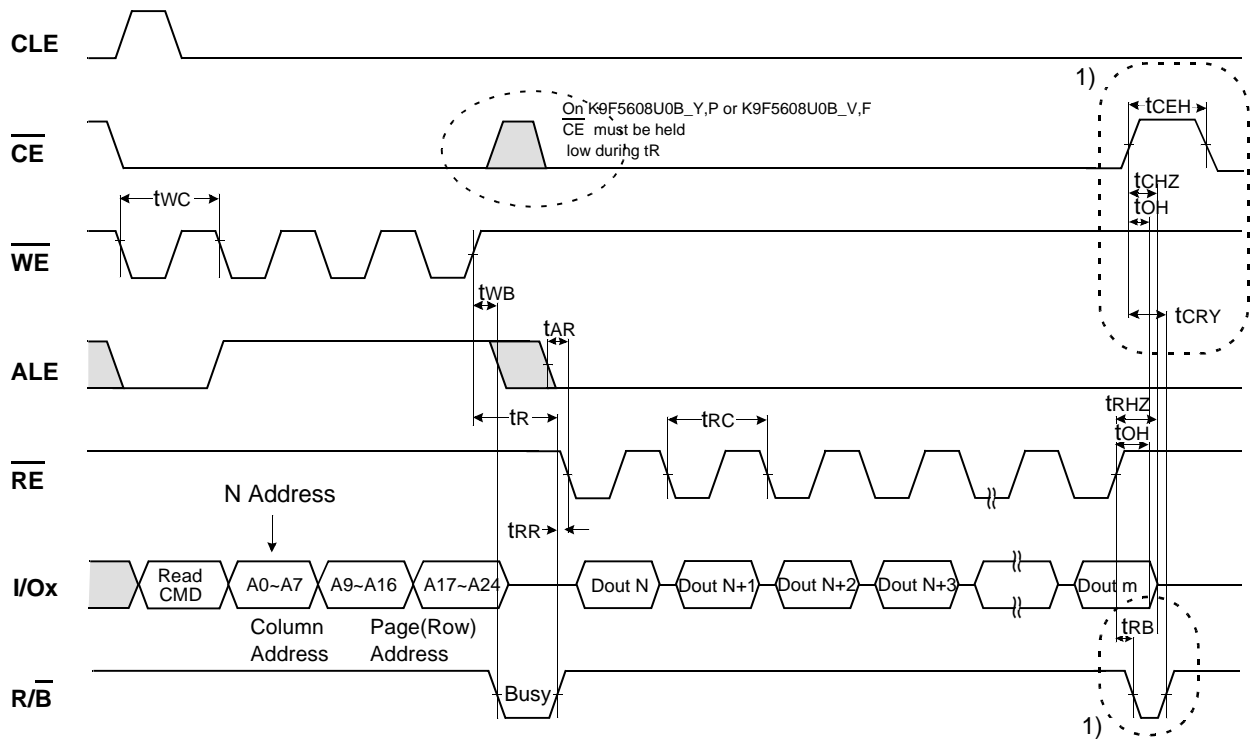 CLE
1)
tCEH
On K9F5608U0B_Y,P or K9F5608U0B_V,F
CE must be held
low during tR
CE
tCHZ
tOH
tWC
WE
tWB
tCRY
tAR
ALE
tR
tRC
tRHZ
tOH
RE
N Address
tRR
I/Ox
Read
CMD
A0~A7
A9~A16
A17~A24
Dout N
Dout N+1
Dout N+2
Dout N+3
Dout m
Column
Address
Page(Row)
Address
tRB
R/B
Busy
1)